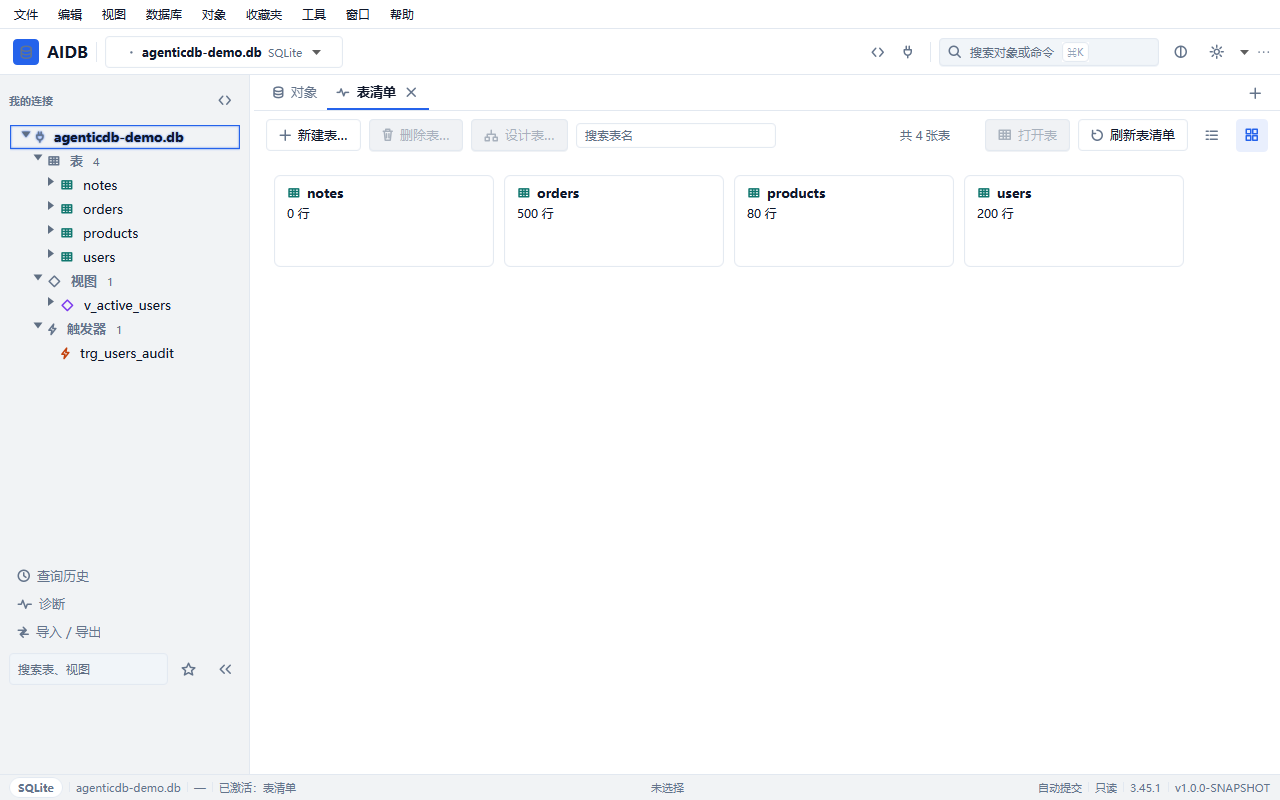 文件 编辑 视图 数据库 对象 收藏夹 工具 窗口 帮助
AIDB · agenticdb-demo.db SQLite 搜索对象或命令 ⌘K
我的连接
agenticdb-demo.db
表 4
notes
orders
products
users
视图 1
v_active_users
触发器 1
trg_users_audit
查询历史
诊断
导入 / 导出
搜索表、视图
对象 表清单
新建表... 删除表... 设计表... 搜索表名 共 4 张表 打开表 刷新表清单
notes
0 行
orders
500 行
products
80 行
users
200 行
SQLite agenticdb-demo.db — 已激活: 表清单 未选择 自动提交 只读 3.45.1 v1.0.0-SNAPSHOT